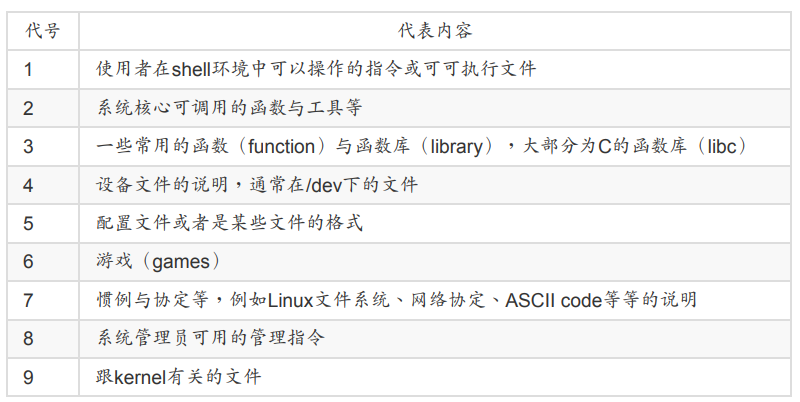 代号 代表内容
1 使用者在shell环境中可以操作的指令或可可执行文件
2 系统核心可调用的函数与工具等
3 一些常用的函数（function）与函数库（library），大部分为C的函数库（libc）
4 设备文件的说明，通常在/dev下的文件
5 配置文件或者是某些文件的格式
6 游戏（games）
7 惯例与协定等，例如Linux文件系统、网络协定、ASCII code等等的说明
8 系统管理员可用的管理指令
9 跟kernel有关的文件